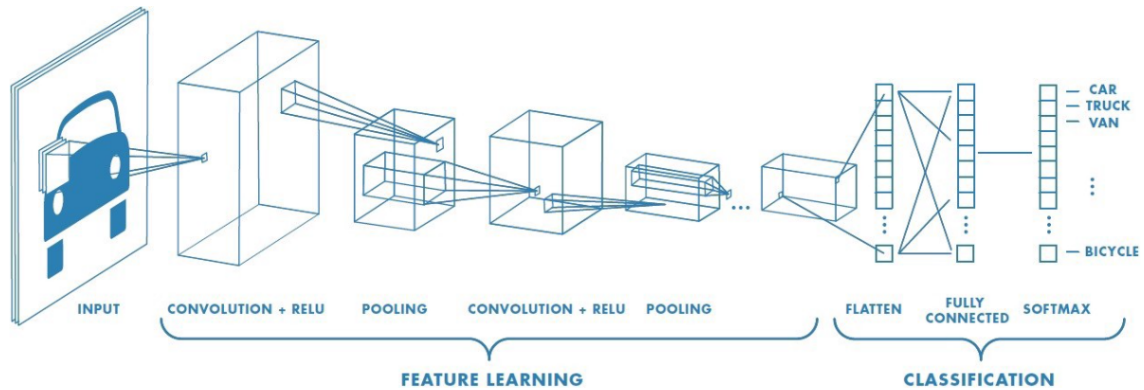 CAR
TRUCK
VAN
BICYCLE
INPUT
CONVOLUTION + RELU
POOLING
CONVOLUTION + RELU
POOLING
FLATTEN
FULLY
CONNECTED
SOFTMAX
FEATURE LEARNING
CLASSIFICATION